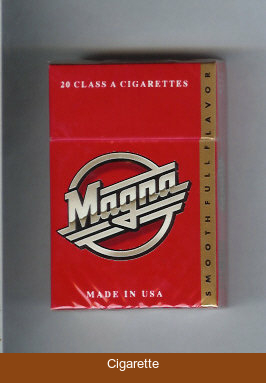 20 CLASS A CIGARETTES
Magna
MADE IN USA
SMOOTH FULL FLAVOR
Cigarette